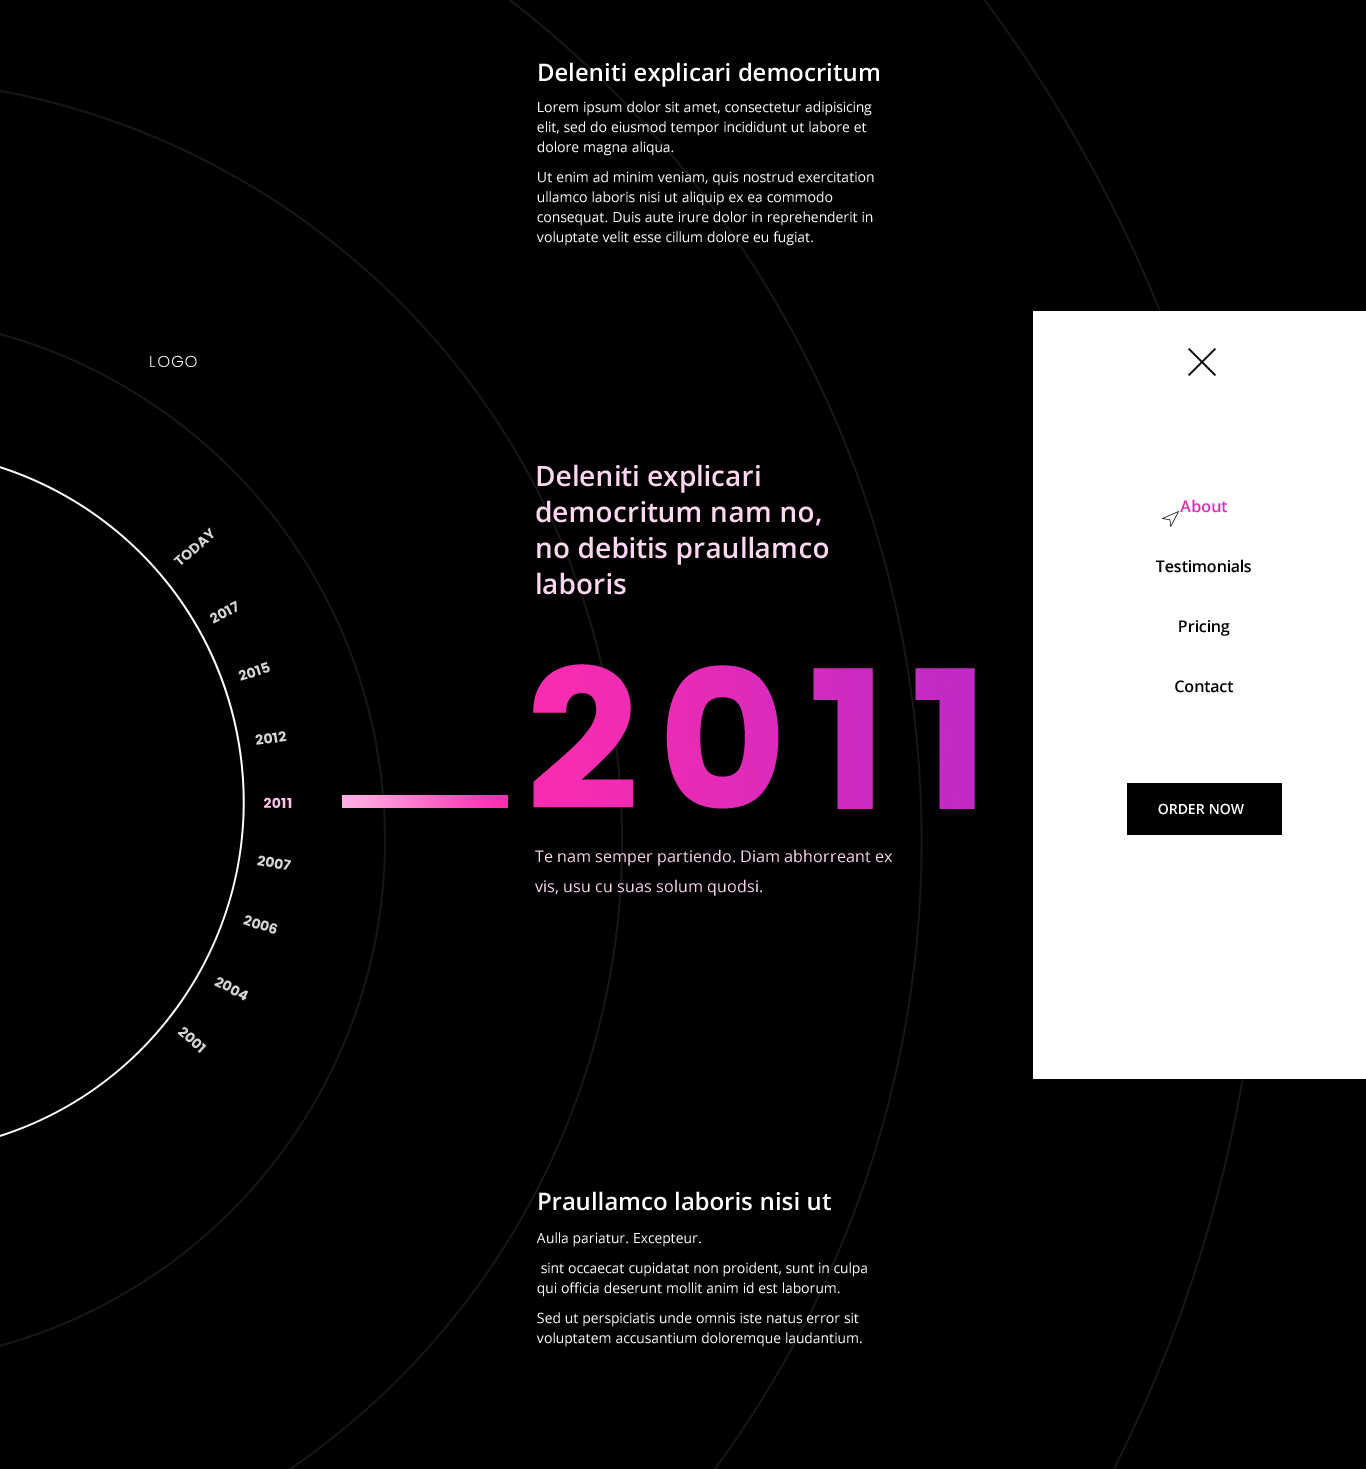 Deleniti explicari democritum
Lorem ipsum dolor sit amet, consectetur adipisicing
elit, sed do eiusmod tempor incididunt ut labore et
dolore magna aliqua.
Ut enim ad minim veniam, quis nostrud exercitation
ullamco laboris nisi ut aliquip ex ea commodo
consequat. Duis aute irure dolor in reprehenderit in
voluptate velit esse cillum dolore eu fugiat.
LOGO
TODAY
2017
2015
2012
2011
2007
2006
2004
2001
Deleniti explicari
democritum nam no,
no debitis praullamco
laboris
2011
Te nam semper partiendo. Diam abhorreant ex
vis, usu cu suas solum quodsi.
About
Testimonials
Pricing
Contact
ORDER NOW
Praullamco laboris nisi ut
Aulla pariatur. Excepteur.
sint occaecat cupidatat non proident, sunt in culpa
qui officia deserunt mollit anim id est laborum.
Sed ut perspiciatis unde omnis iste natus error sit
voluptatem accusantium doloremque laudantium.